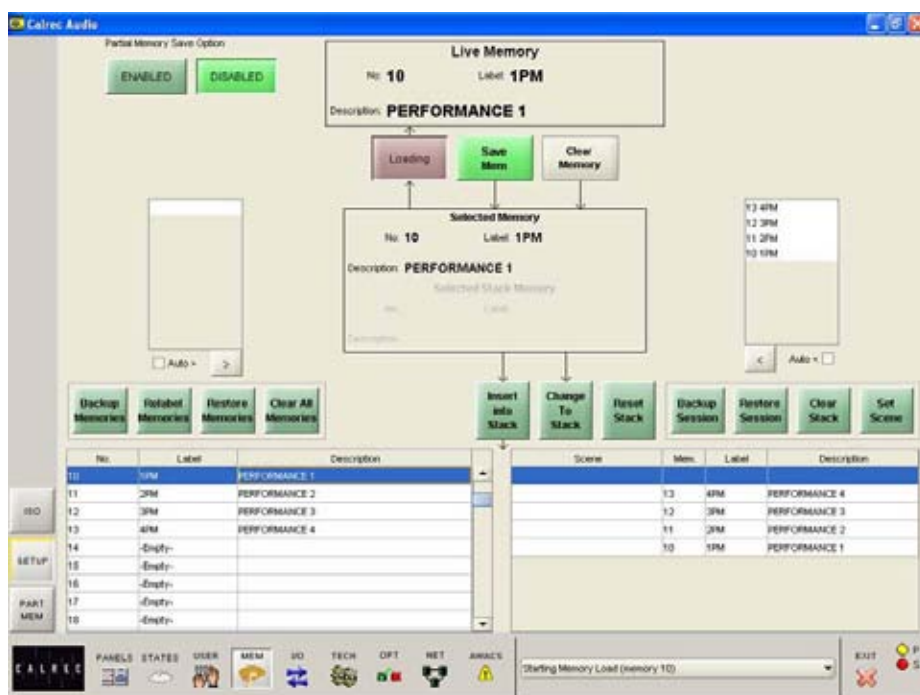 Calrec Audio
Partial Memory Save Option
ENABLED DISABLED
Live Memory
No: 10 Label: 1PM
Description: PERFORMANCE 1
Loading
Save Mem
Clear Memory
Selected Memory
No: 10 Label: 1PM
Description: PERFORMANCE 1
Selected Stack Memory
No: Label:
Description:
13 4PM
12 3PM
11 2PM
10 1PM
Auto > >
< Auto <
Backup Memories
Relabel Memories
Restore Memories
Clear All Memories
Insert into Stack
Change To Stack
Reset Stack
Backup Session
Restore Session
Clear Stack
Set Scene
No. Label Description
10 1PM PERFORMANCE 1
11 2PM PERFORMANCE 2
12 3PM PERFORMANCE 3
13 4PM PERFORMANCE 4
14 -Empty-
15 -Empty-
16 -Empty-
17 -Empty-
18 -Empty-
Scene Mem. Label Description
13 4PM PERFORMANCE 4
12 3PM PERFORMANCE 3
11 2PM PERFORMANCE 2
10 1PM PERFORMANCE 1
ISO
SETUP
PART MEM
CALREC
PANELS STATES USER MEM I/O TECH OPT NET AWACS
Starting Memory Load (memory 10)
EXIT
P